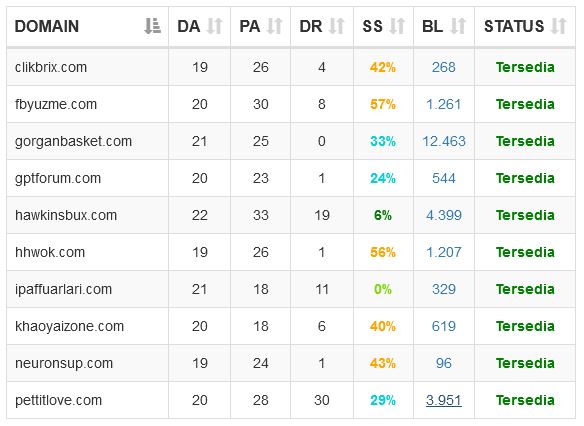 DOMAIN DA PA DR SS BL STATUS
clikbrix.com 19 26 4 42% 268 Tersedia
fbyuzme.com 20 30 8 57% 1.261 Tersedia
gorganbasket.com 21 25 0 33% 12.463 Tersedia
gptforum.com 20 23 1 24% 544 Tersedia
hawkinsbux.com 22 33 19 6% 4.399 Tersedia
hhwok.com 19 26 1 56% 1.207 Tersedia
ipaffuarlari.com 21 18 11 0% 329 Tersedia
khaoyaizone.com 20 18 6 40% 619 Tersedia
neuronsup.com 19 24 1 43% 96 Tersedia
pettitlove.com 20 28 30 29% 3.951 Tersedia